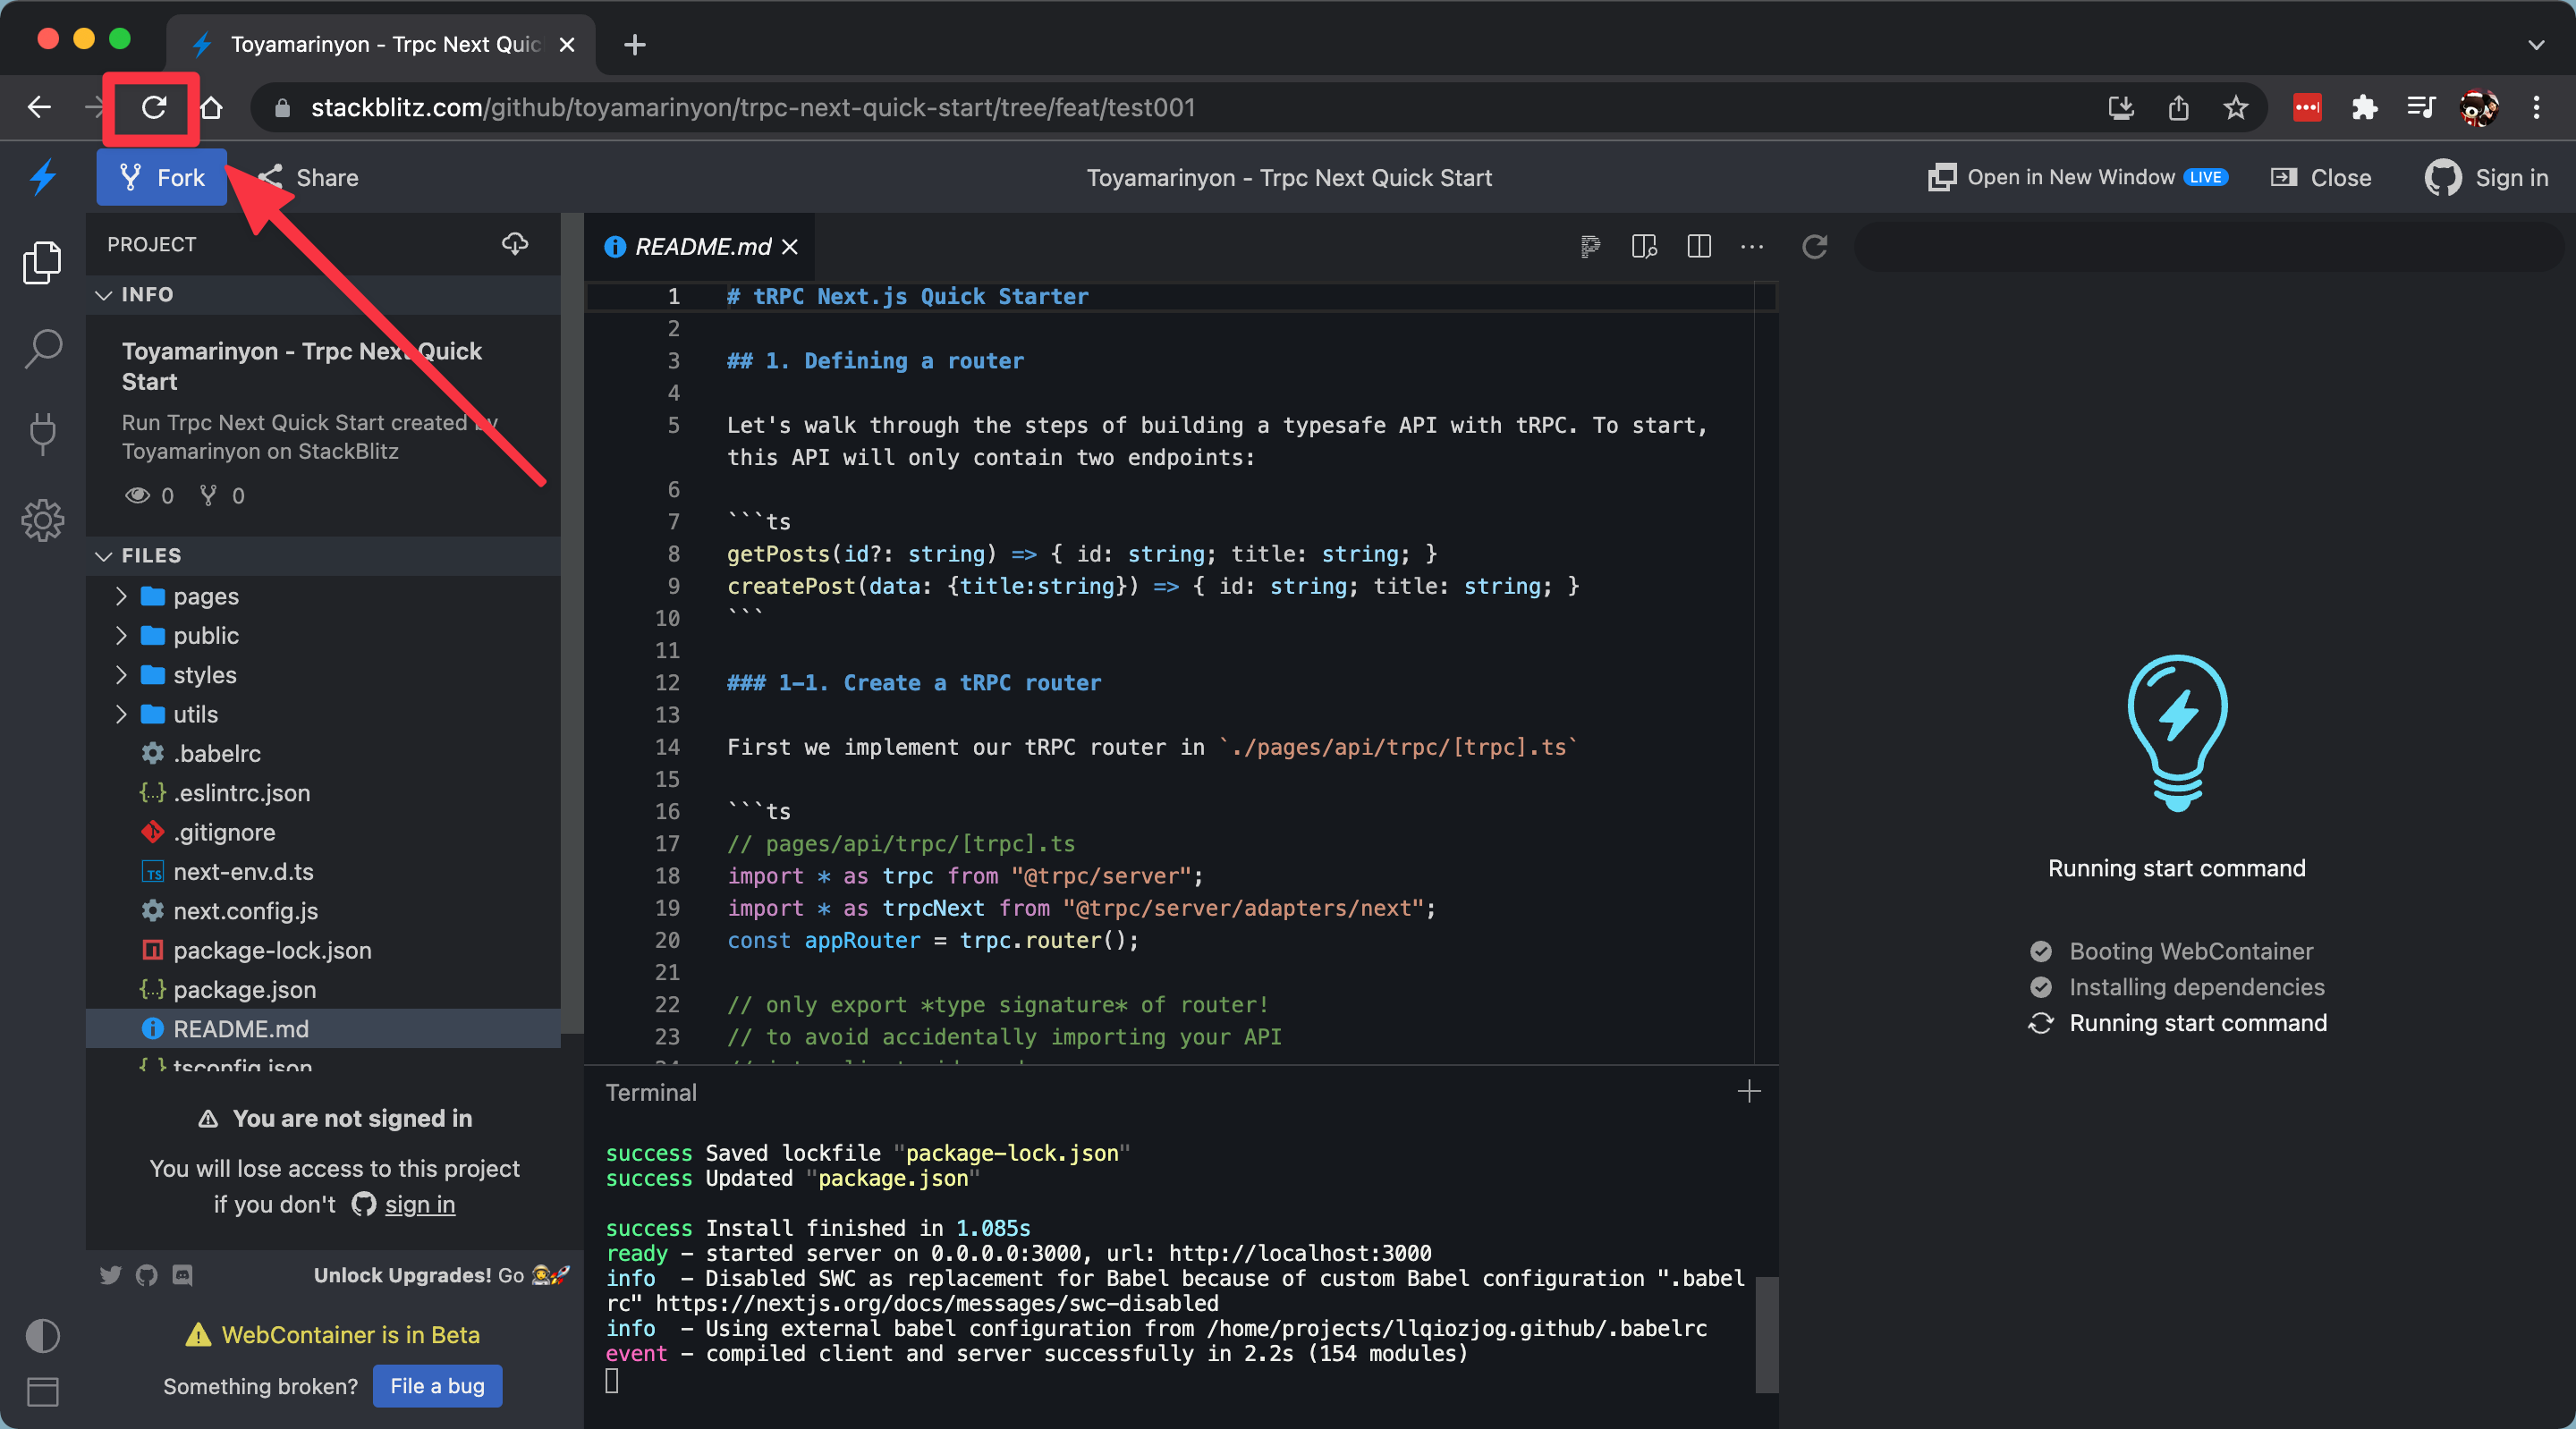 Toyamarinyon - Trpc Next Quic
stackblitz.com/github/toyamarinyon/trpc-next-quick-start/tree/feat/test001
Fork
Share
Toyamarinyon - Trpc Next Quick Start
Open in New Window LIVE
Close
Sign in
PROJECT
INFO
Toyamarinyon - Trpc Next Quick
Start
Run Trpc Next Quick Start created by
Toyamarinyon on StackBlitz
0 0
FILES
pages
public
styles
utils
.babelrc
.eslintrc.json
.gitignore
TS next-env.d.ts
next.config.js
package-lock.json
{..} package.json
README.md
tsconfig.json
You are not signed in
You will lose access to this project
if you don't sign in
Unlock Upgrades! Go
WebContainer is in Beta
Something broken? File a bug
README.md
1 # tRPC Next.js Quick Starter
2
3 ## 1. Defining a router
4
5 Let's walk through the steps of building a typesafe API with tRPC. To start,
this API will only contain two endpoints:
6
7 ```ts
8 getPosts(id?: string) => { id: string; title: string; }
9 createPost(data: {title:string}) => { id: string; title: string; }
10 ```
11
12 ### 1-1. Create a tRPC router
13
14 First we implement our tRPC router in `./pages/api/trpc/[trpc].ts`
15
16 ```ts
17 // pages/api/trpc/[trpc].ts
18 import * as trpc from "@trpc/server";
19 import * as trpcNext from "@trpc/server/adapters/next";
20 const appRouter = trpc.router();
21
22 // only export *type signature* of router!
23 // to avoid accidentally importing your API
Terminal
success Saved lockfile "package-lock.json"
success Updated "package.json"
success Install finished in 1.085s
ready - started server on 0.0.0.0:3000, url: http://localhost:3000
info - Disabled SWC as replacement for Babel because of custom Babel configuration ".babel
rc" https://nextjs.org/docs/messages/swc-disabled
info - Using external babel configuration from /home/projects/llqiozjog.github/.babelrc
event - compiled client and server successfully in 2.2s (154 modules)
Running start command
Booting WebContainer
Installing dependencies
Running start command